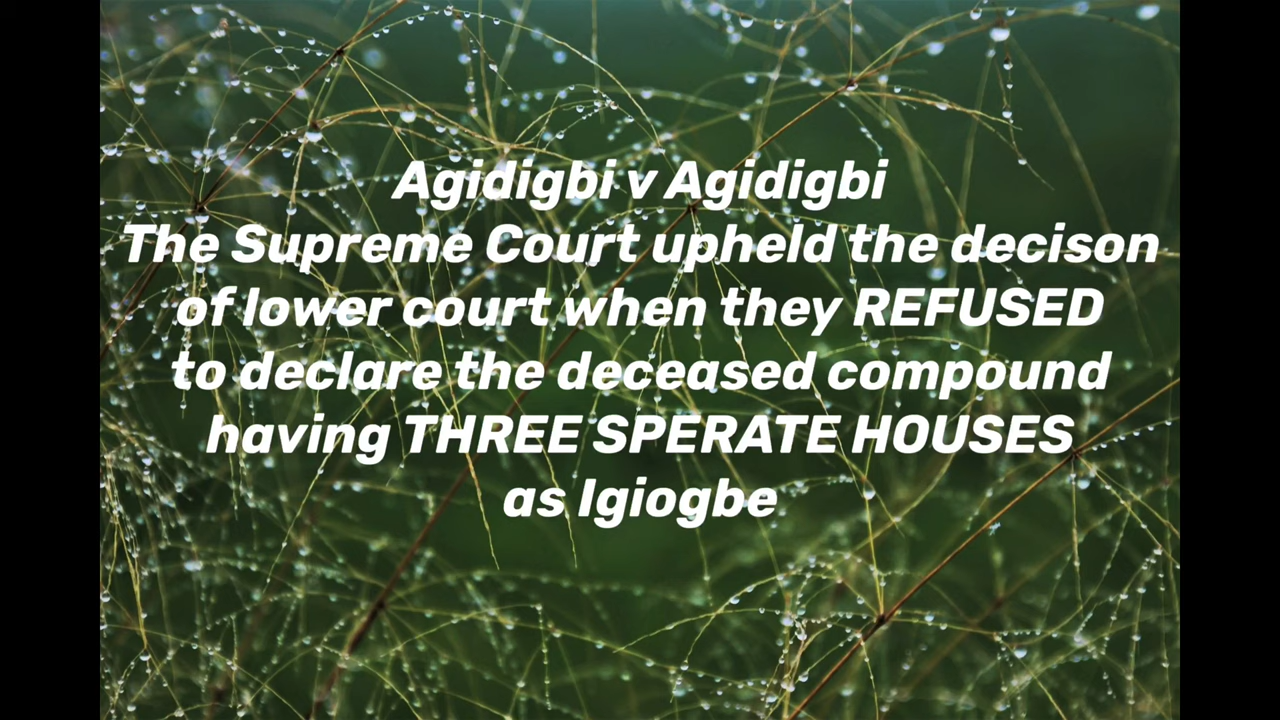 Agidigbi v Agidigbi
The Supreme Court upheld the decison
of lower court when they REFUSED
to declare the deceased compound
having THREE SPERATE HOUSES
as Igiogbe